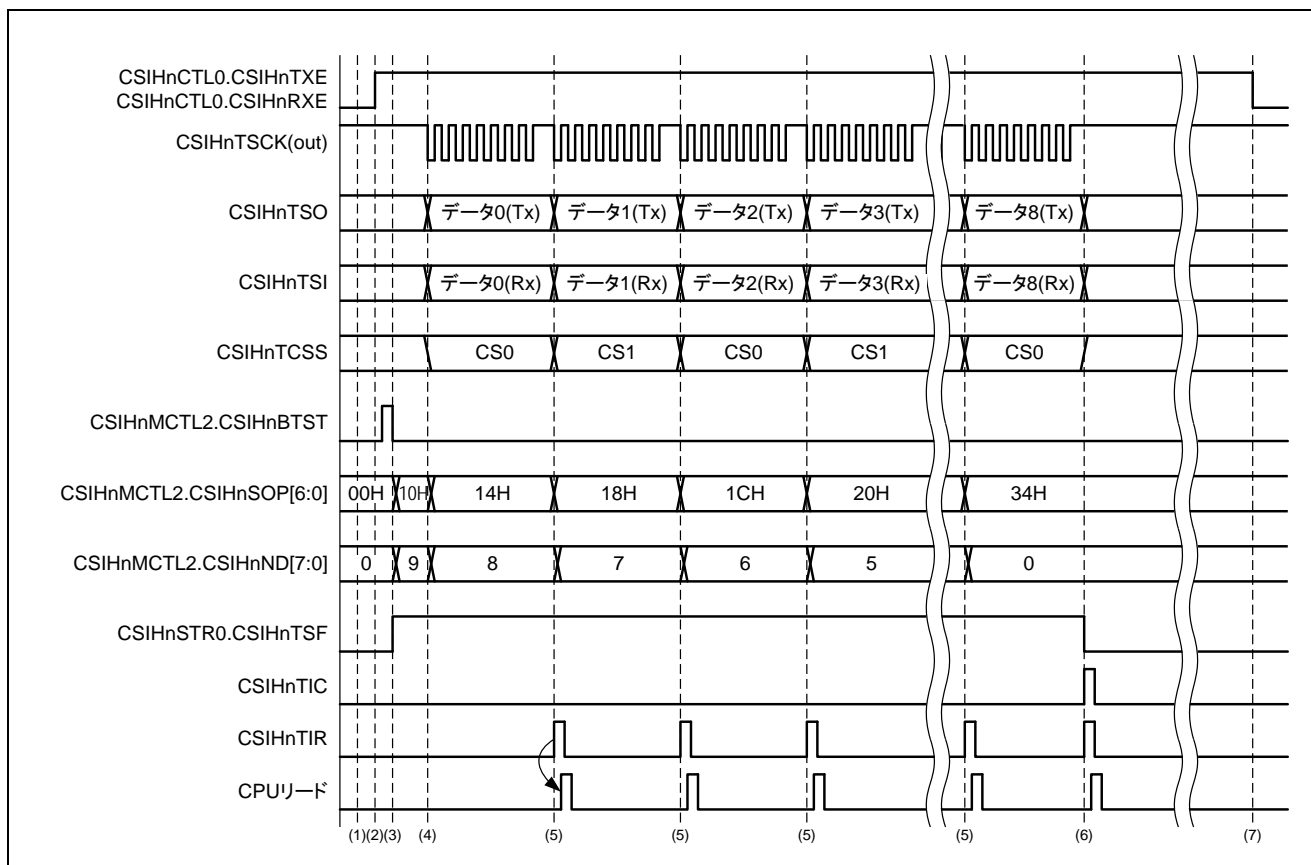 CSIHnCTL0.CSIHnTXE
CSIHnCTL0.CSIHnRXE
CSIHnTSCK(out)
CSIHnTSO
データ0(Tx) データ1(Tx) データ2(Tx) データ3(Tx) データ8(Tx)
CSIHnTSI
データ0(Rx) データ1(Rx) データ2(Rx) データ3(Rx) データ8(Rx)
CSIHnTCSS
CS0 CS1 CS0 CS1 CS0
CSIHnMCTL2.CSIHnBTST
CSIHnMCTL2.CSIHnSOP[6:0]
00H 10H 14H 18H 1CH 20H 34H
CSIHnMCTL2.CSIHnND[7:0]
0 9 8 7 6 5 0
CSIHnSTR0.CSIHnTSF
CSIHnTIC
CSIHnTIR
CPUリード
(1) (2) (3) (4) (5) (5) (5) (5) (6) (7)